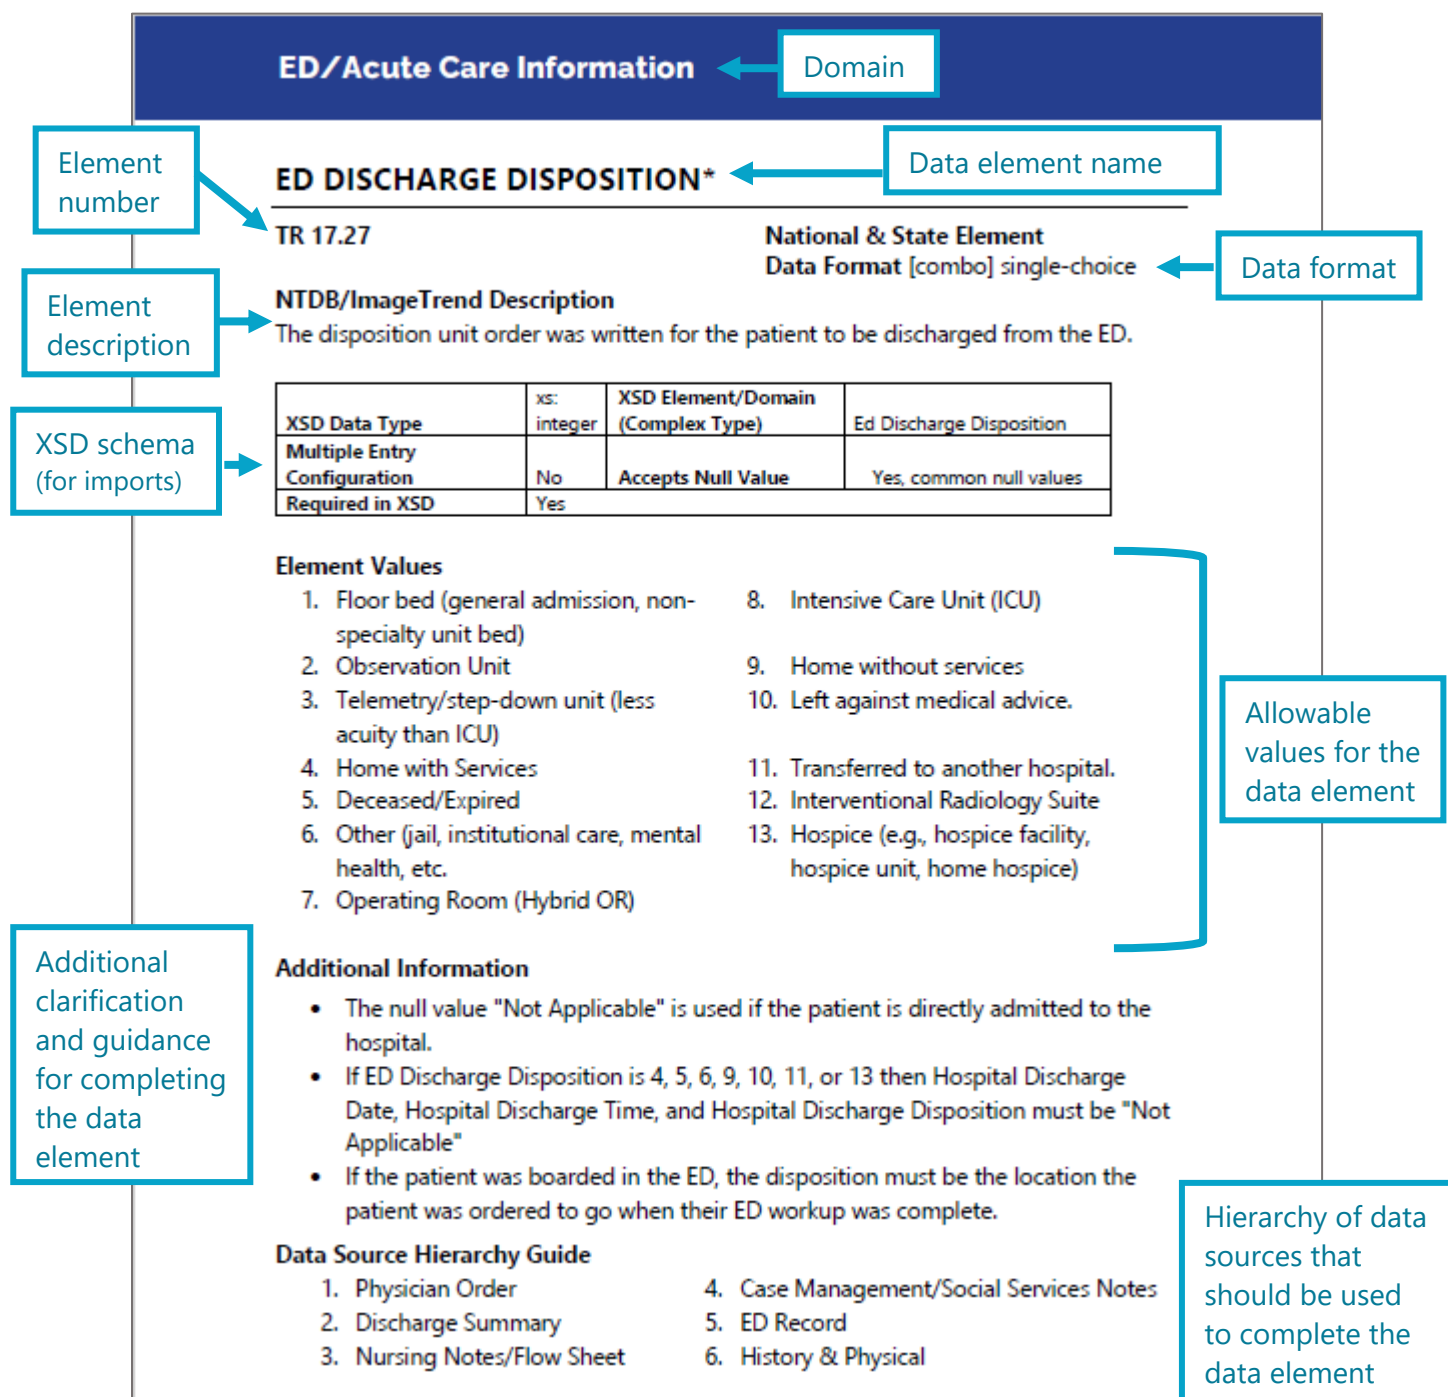 ED/Acute Care Information
Domain
Element
number
ED DISCHARGE DISPOSITION*
Data element name
TR 17.27
National & State Element
Data Format [combo] single-choice
Data format
Element
description
NTDB/ImageTrend Description
The disposition unit order was written for the patient to be discharged from the ED.
XSD schema
(for imports)
XSD Data Type
xs:
integer
XSD Element/Domain
(Complex Type)
Ed Discharge Disposition
Multiple Entry
Configuration
No
Accepts Null Value
Yes, common null values
Required in XSD
Yes
Element Values
1. Floor bed (general admission, non-
specialty unit bed)
2. Observation Unit
3. Telemetry/step-down unit (less
acuity than ICU)
4. Home with Services
5. Deceased/Expired
6. Other (jail, institutional care, mental
health, etc.
7. Operating Room (Hybrid OR)
8. Intensive Care Unit (ICU)
9. Home without services
10. Left against medical advice.
11. Transferred to another hospital.
12. Interventional Radiology Suite
13. Hospice (e.g., hospice facility,
hospice unit, home hospice)
Allowable
values for the
data element
Additional
clarification
and guidance
for completing
the data
element
Additional Information
• The null value "Not Applicable" is used if the patient is directly admitted to the
hospital.
• If ED Discharge Disposition is 4, 5, 6, 9, 10, 11, or 13 then Hospital Discharge
Date, Hospital Discharge Time, and Hospital Discharge Disposition must be "Not
Applicable"
• If the patient was boarded in the ED, the disposition must be the location the
patient was ordered to go when their ED workup was complete.
Data Source Hierarchy Guide
1. Physician Order
2. Discharge Summary
3. Nursing Notes/Flow Sheet
4. Case Management/Social Services Notes
5. ED Record
6. History & Physical
Hierarchy of data
sources that
should be used
to complete the
data element